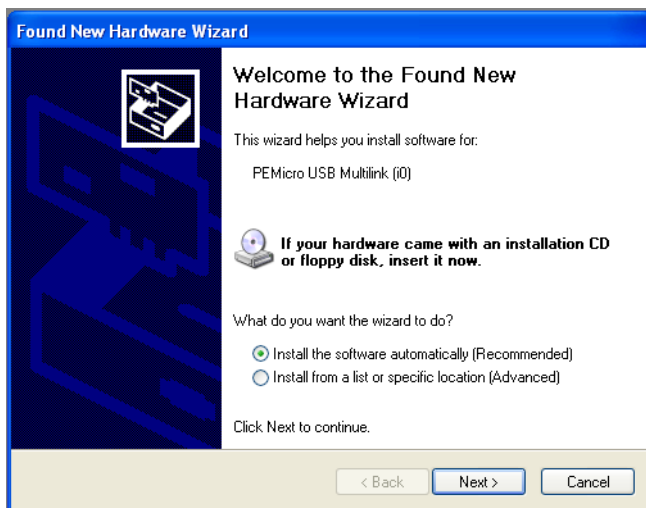 Found New Hardware Wizard
Welcome to the Found New
Hardware Wizard
This wizard helps you install software for:
PEMicro USB Multilink (i0)
If your hardware came with an installation CD
or floppy disk, insert it now.
What do you want the wizard to do?
Install the software automatically (Recommended)
Install from a list or specific location (Advanced)
Click Next to continue.
< Back
Next >
Cancel